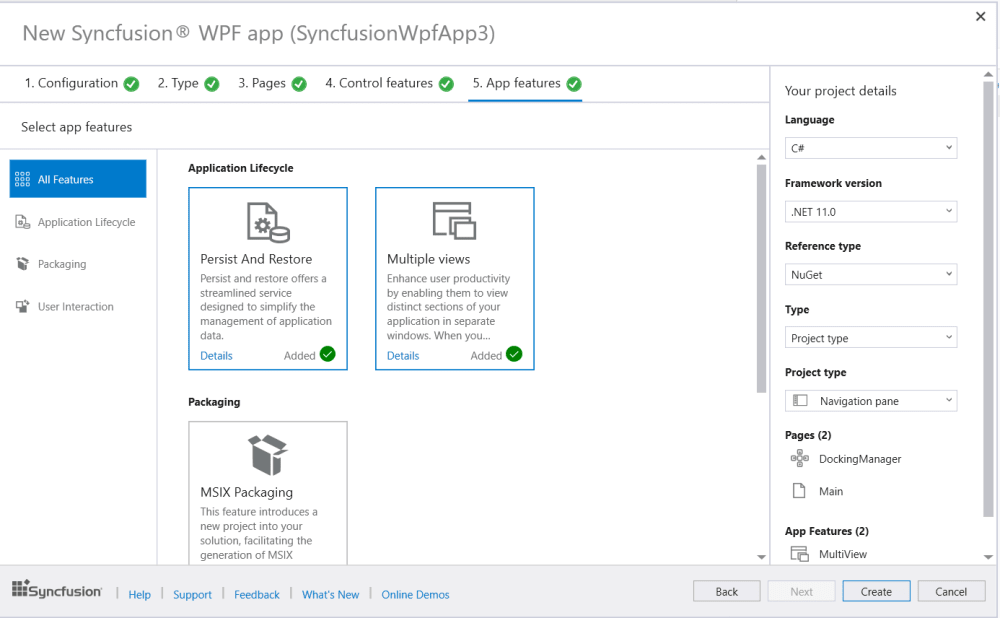 New Syncfusion® WPF app (SyncfusionWpfApp3)
1. Configuration 2. Type 3. Pages 4. Control features 5. App features
Select app features
All Features
Application Lifecycle
Packaging
User Interaction
Application Lifecycle
Persist And Restore
Persist and restore offers a
streamlined service
designed to simplify the
management of application
data.
Details Added
Multiple views
Enhance user productivity
by enabling them to view
distinct sections of your
application in separate
windows. When you...
Details Added
Packaging
MSIX Packaging
This feature introduces a
new project into your
solution, facilitating the
generation of MSIX
Your project details
Language
C#
Framework version
.NET 11.0
Reference type
NuGet
Type
Project type
Project type
Navigation pane
Pages (2)
DockingManager
Main
App Features (2)
MultiView
Syncfusion® | Help | Support | Feedback | What's New | Online Demos
Back Next Create Cancel